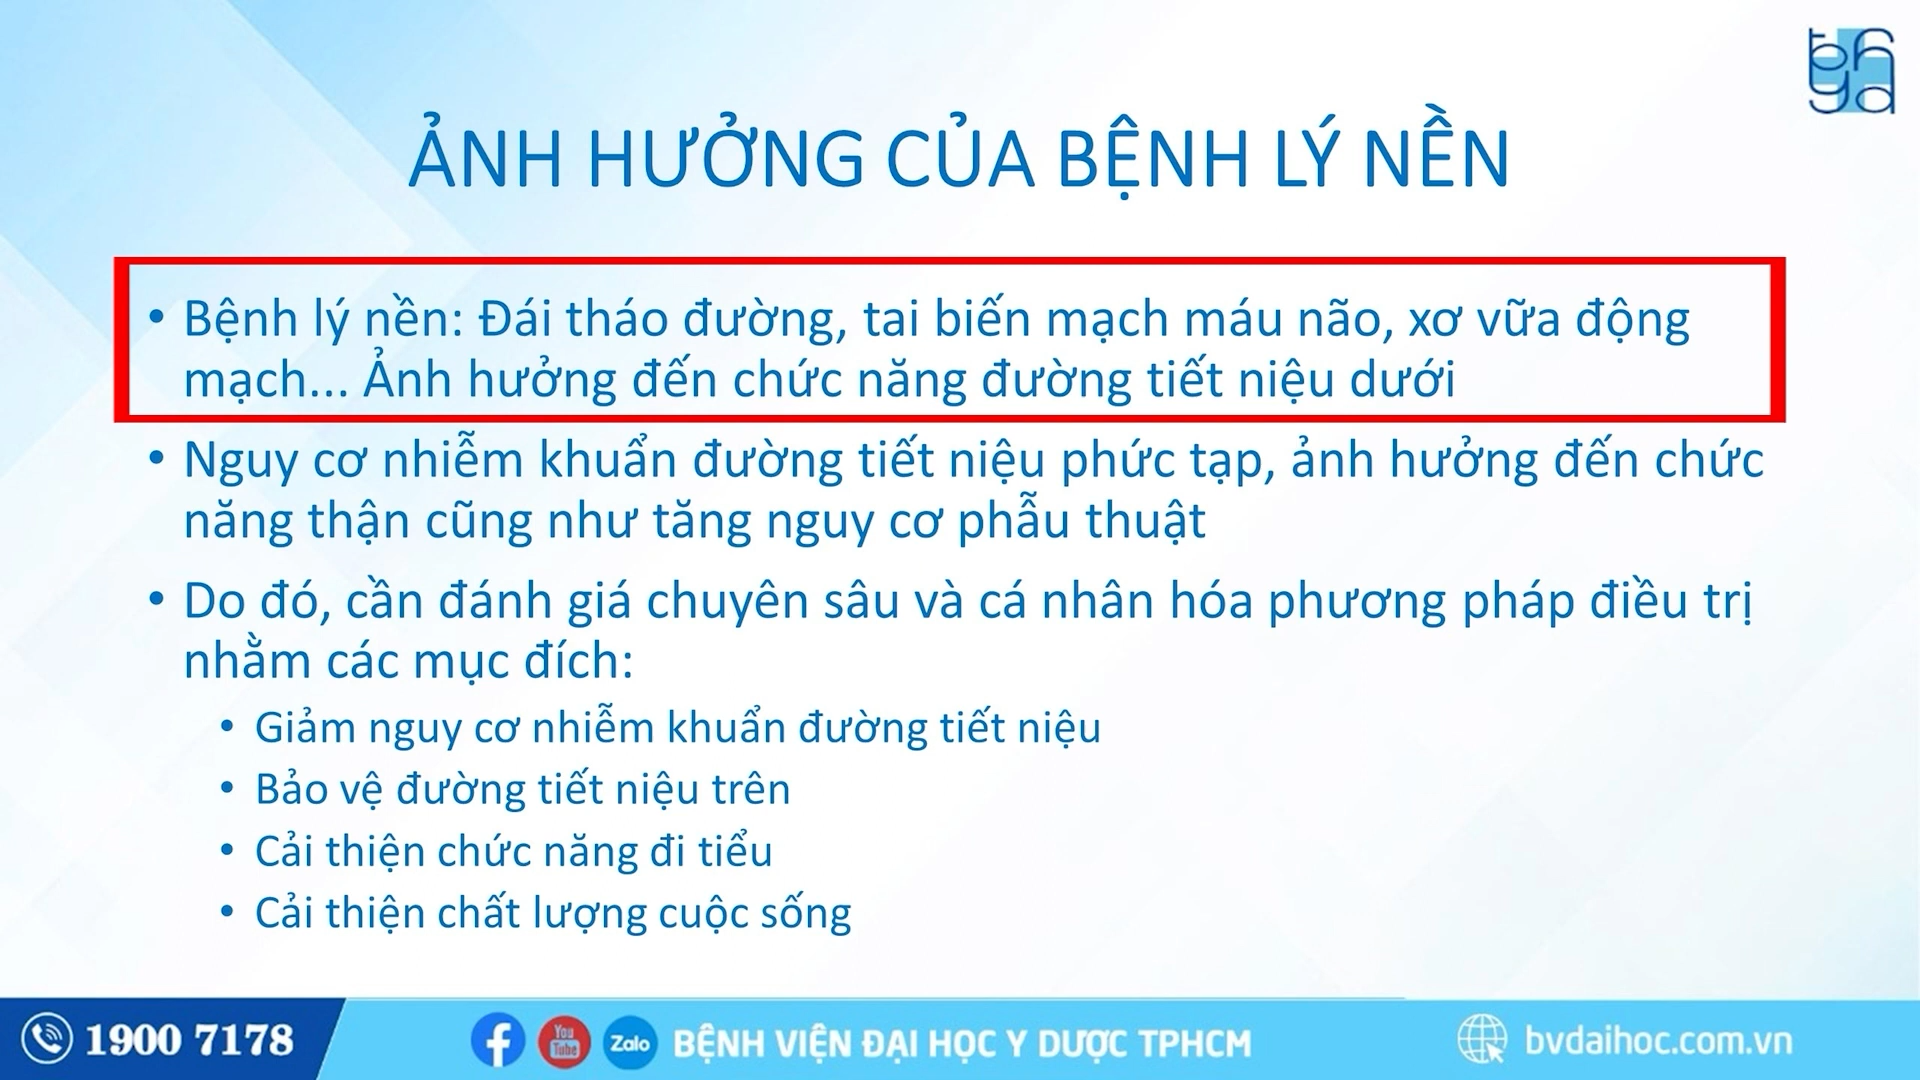 ẢNH HƯỞNG CỦA BỆNH LÝ NỀN
• Bệnh lý nền: Đái tháo đường, tai biến mạch máu não, xơ vữa động
mạch... Ảnh hưởng đến chức năng đường tiết niệu dưới
• Nguy cơ nhiễm khuẩn đường tiết niệu phức tạp, ảnh hưởng đến chức
năng thận cũng như tăng nguy cơ phẫu thuật
• Do đó, cần đánh giá chuyên sâu và cá nhân hóa phương pháp điều trị
nhằm các mục đích:
• Giảm nguy cơ nhiễm khuẩn đường tiết niệu
• Bảo vệ đường tiết niệu trên
• Cải thiện chức năng đi tiểu
• Cải thiện chất lượng cuộc sống
1900 7178
You
Tube
Zalo
BỆNH VIỆN ĐẠI HỌC Y DƯỢC TPHCM
bvdaihoc.com.vn